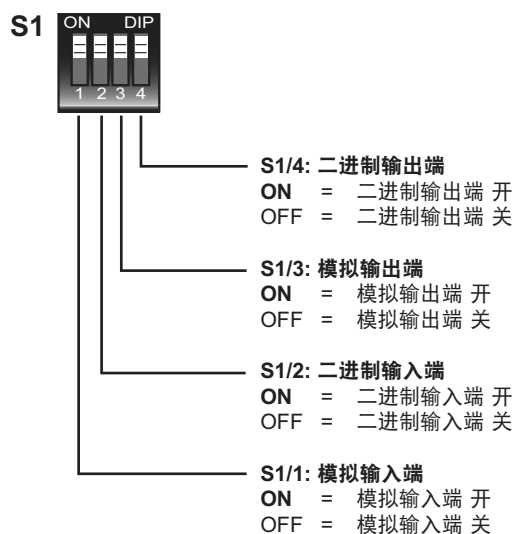 S1 ON DIP
1 2 3 4
S1/4: 二进制输出端
ON = 二进制输出端 开
OFF = 二进制输出端 关
S1/3: 模拟输出端
ON = 模拟输出端 开
OFF = 模拟输出端 关
S1/2: 二进制输入端
ON = 二进制输入端 开
OFF = 二进制输入端 关
S1/1: 模拟输入端
ON = 模拟输入端 开
OFF = 模拟输入端 关